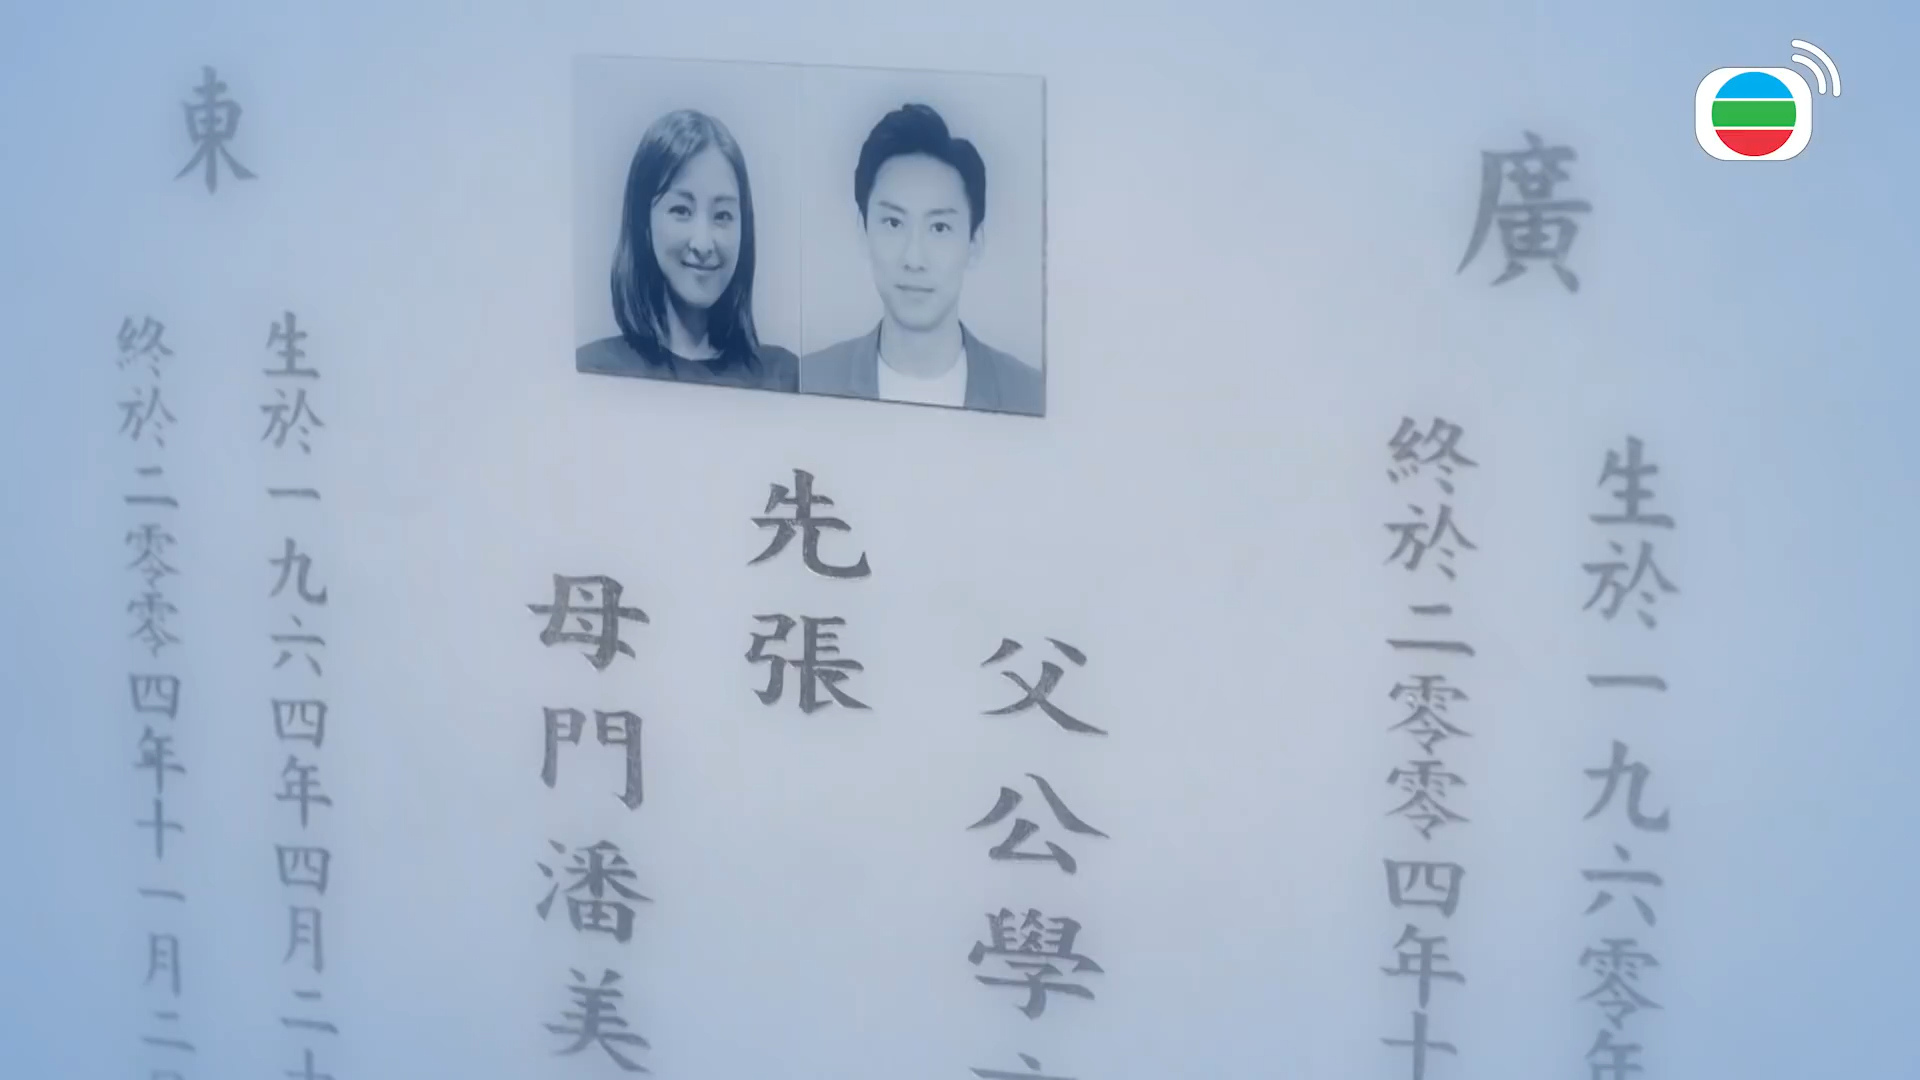 廣
東
生於一九六零年
終於二零零四年十
先
張
父公學
母門潘美
生於一九六四年四月二十
終於二零零四年十一月二